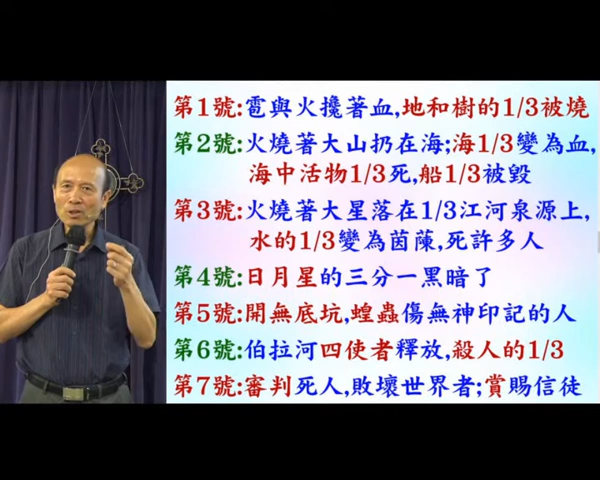 第1號:雹與火攙著血,地和樹的1/3被燒
第2號:火燒著大山扔在海;海1/3變為血,
海中活物1/3死,船1/3被毀
第3號:火燒著大星落在1/3江河泉源上,
水的1/3變為茵蔯,死許多人
第4號:日月星的三分一黑暗了
第5號:開無底坑,蝗蟲傷無神印記的人
第6號:伯拉河四使者釋放,殺人的1/3
第7號:審判死人,敗壞世界者;賞賜信徒